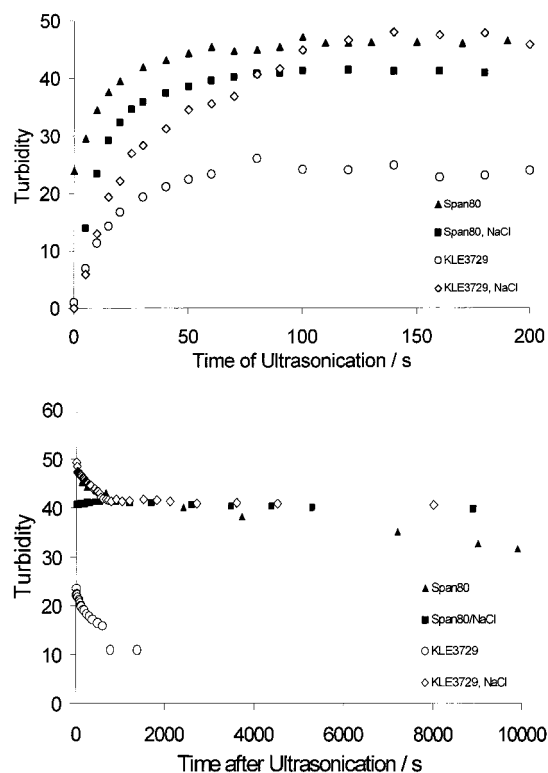 50
40
30
20
10
0
Turbidity
Span80
Span80, NaCl
KLE3729
KLE3729, NaCl
0 50 100 150 200
Time of Ultrasonication / s
60
50
40
30
20
10
0
Turbidity
Span80
Span80/NaCl
KLE3729
KLE3729, NaCl
0 2000 4000 6000 8000 10000
Time after Ultrasonication / s